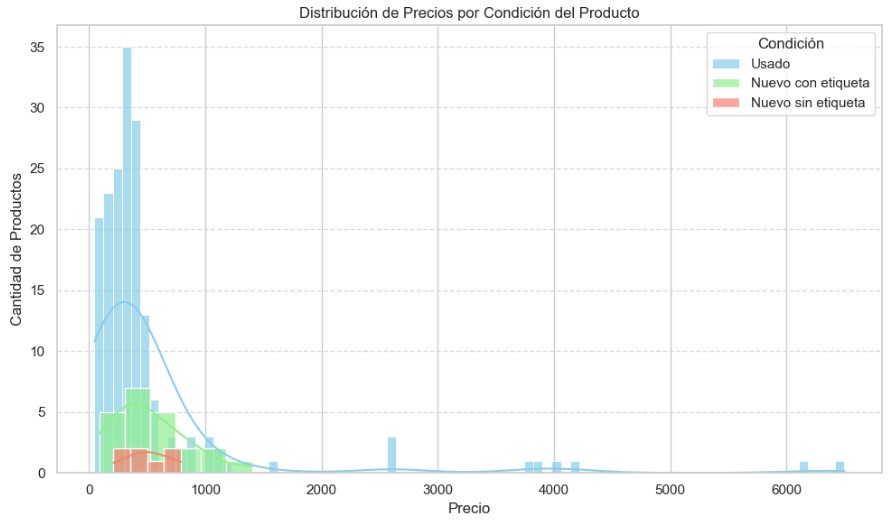 Distribución de Precios por Condición del Producto
Condición
Usado
Nuevo con etiqueta
Nuevo sin etiqueta
Cantidad de Productos
35
30
25
20
15
10
5
0
0 1000 2000 3000 4000 5000 6000
Precio